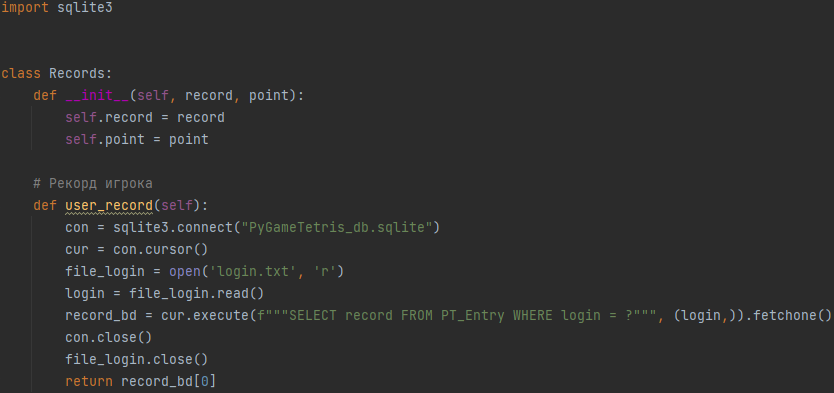 import sqlite3
class Records:
def __init__(self, record, point):
self.record = record
self.point = point
# Рекорд игрока
def user_record(self):
con = sqlite3.connect("PyGameTetris_db.sqlite")
cur = con.cursor()
file_login = open('login.txt', 'r')
login = file_login.read()
record_bd = cur.execute(f"""SELECT record FROM PT_Entry WHERE login = ?""", (login,)).fetchone()
con.close()
file_login.close()
return record_bd[0]